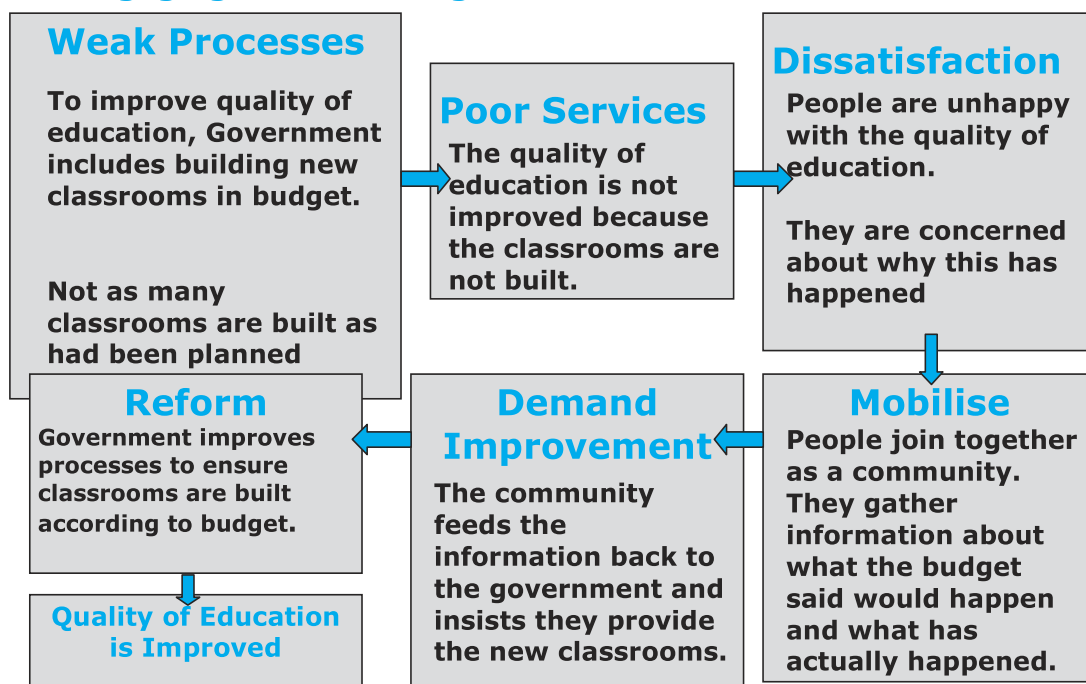 Weak Processes
To improve quality of
education, Government
includes building new
classrooms in budget.
Not as many
classrooms are built as
had been planned
Poor Services
The quality of
education is not
improved because
the classrooms are
not built.
Dissatisfaction
People are unhappy
with the quality of
education.
They are concerned
about why this has
happened
Mobilise
People join together
as a community.
They gather
information about
what the budget
said would happen
and what has
actually happened.
Demand
Improvement
The community
feeds the
information back to
the government and
insists they provide
the new classrooms.
Reform
Government improves
processes to ensure
classrooms are built
according to budget.
Quality of Education
is Improved